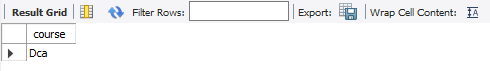 Result Grid Filter Rows: Export: Wrap Cell Content:
course
Dca